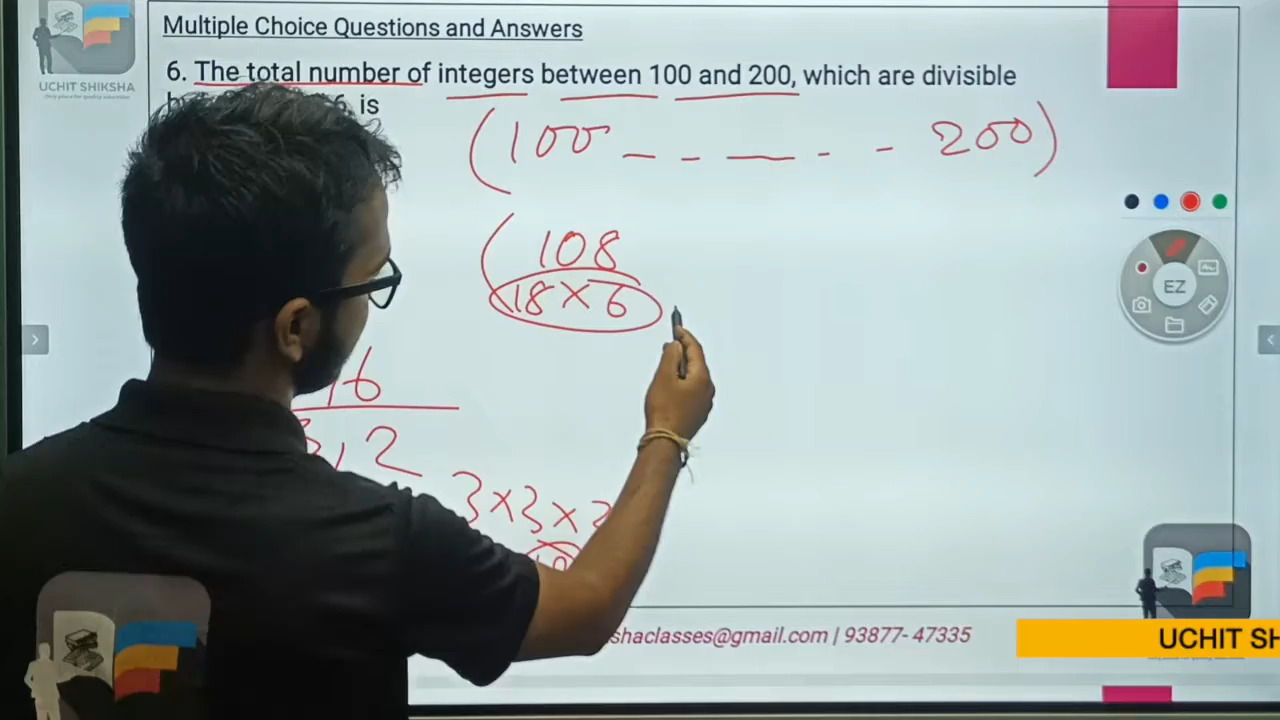 Multiple Choice Questions and Answers
6. The total number of integers between 100 and 200, which are divisible
6, is
(100 _ _ _ - - 200)
(108
18×6
6
3, 2
3×3×
UCHIT SHIKSHA
EZ
shaclasses@gmail.com | 93877- 47335
UCHIT SH